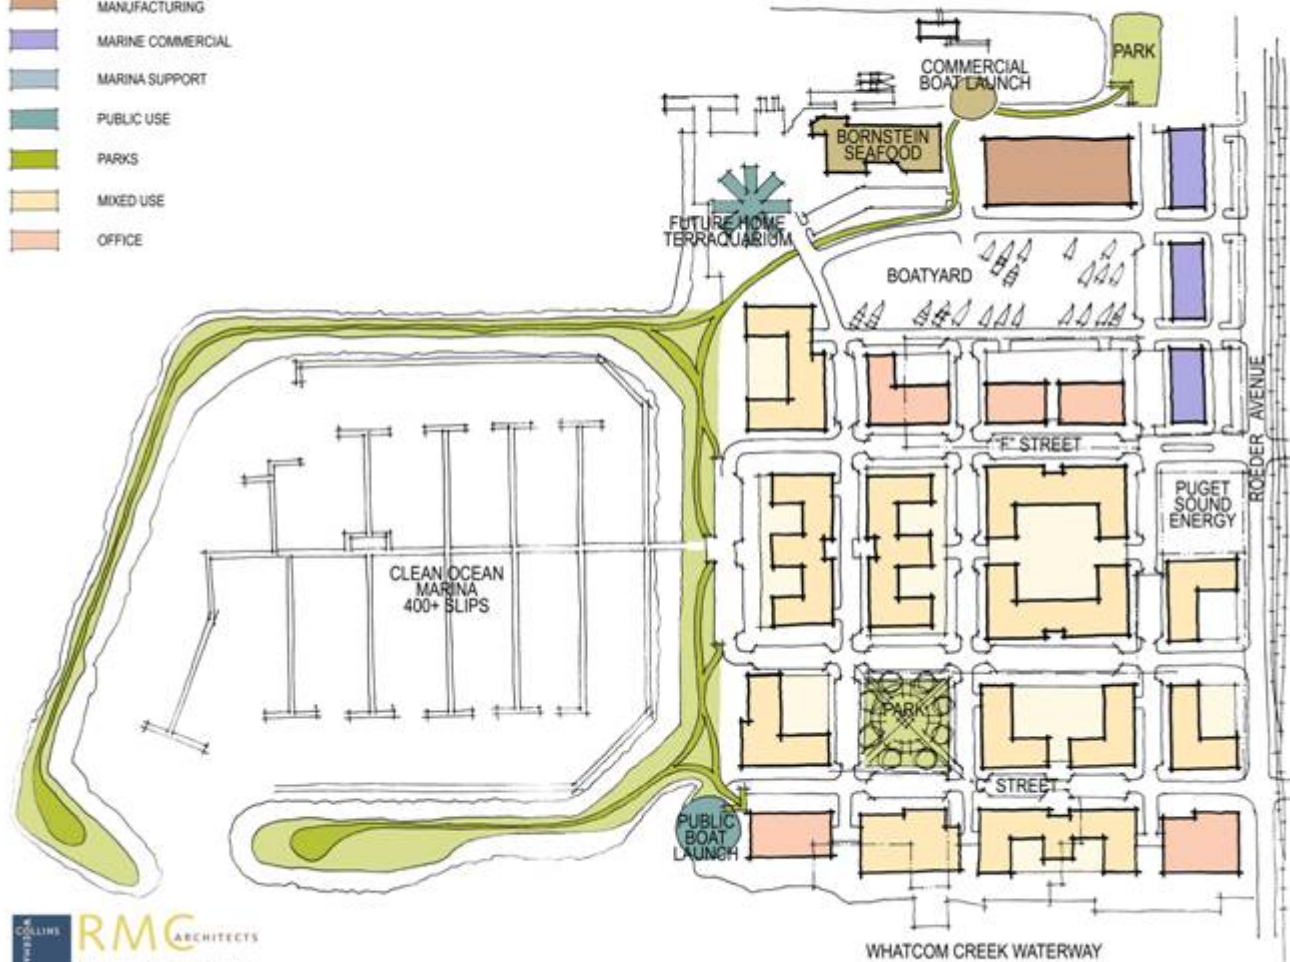 MANUFACTURING
MARINE COMMERCIAL
MARINA SUPPORT
PUBLIC USE
PARKS
MIXED USE
OFFICE
PARK
COMMERCIAL
BOAT LAUNCH
BORNSTEIN
SEAFOOD
FUTURE HOME
TERRAQUARIUM
BOATYARD
ROEDER AVENUE
"F" STREET
PUGET
SOUND
ENERGY
CLEAN OCEAN
MARINA
400+ SLIPS
PARK
STREET
PUBLIC
BOAT
LAUNCH
WHATCOM CREEK WATERWAY
COLLINS
RMC ARCHITECTS